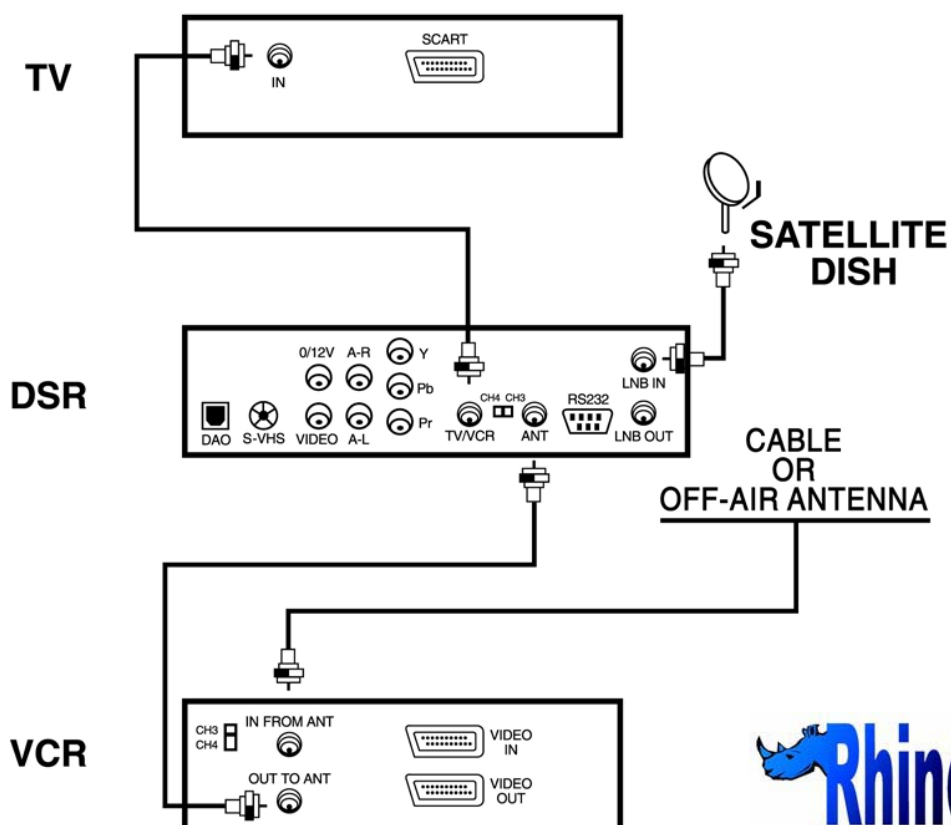 TV
SCART
IN
SATELLITE
DISH
DSR
0/12V A-R Y
Pb
Pr
DAO S-VHS VIDEO A-L
TV/VCR
CH4 CH3
ANT
RS232
LNB IN
LNB OUT
CABLE
OR
OFF-AIR ANTENNA
VCR
CH3
CH4
IN FROM ANT
OUT TO ANT
VIDEO
IN
VIDEO
OUT